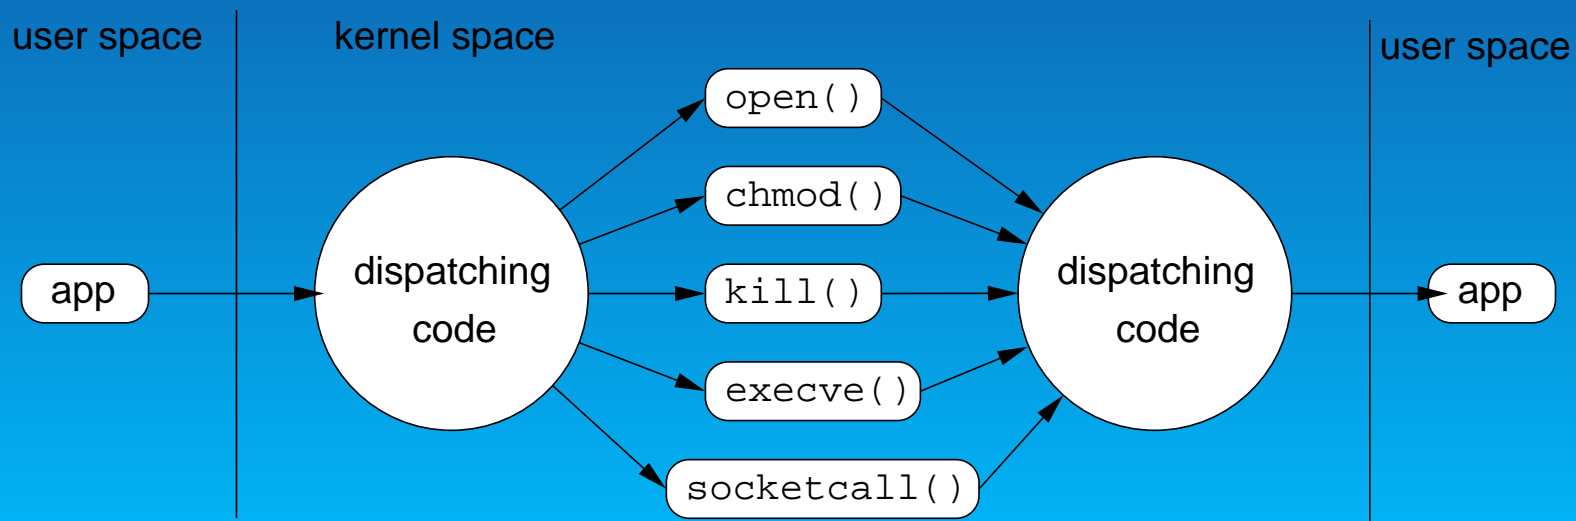 user space
kernel space
user space
open()
chmod()
app
dispatching
code
kill()
dispatching
code
app
execve()
socketcall()